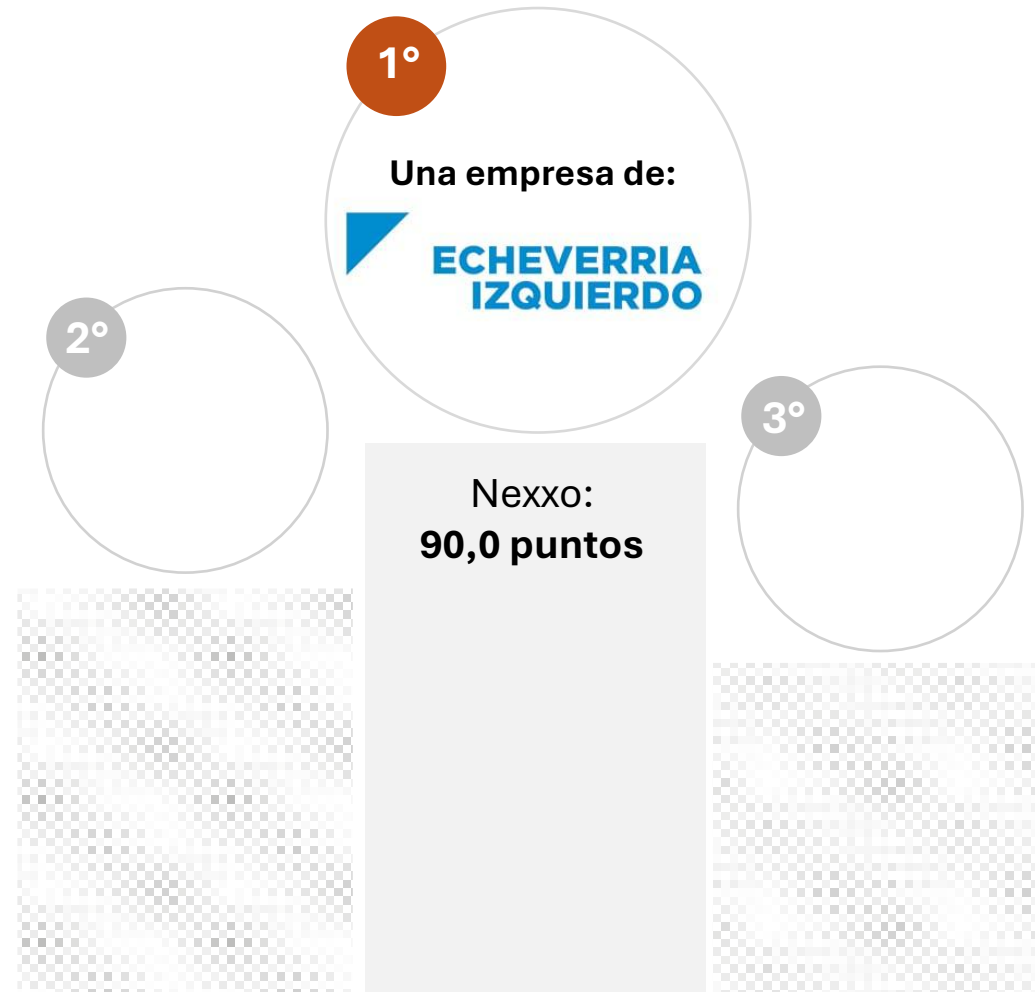 1°
Una empresa de:
ECHEVERRIA
IZQUIERDO
2°
3°
Nexxo:
90,0 puntos